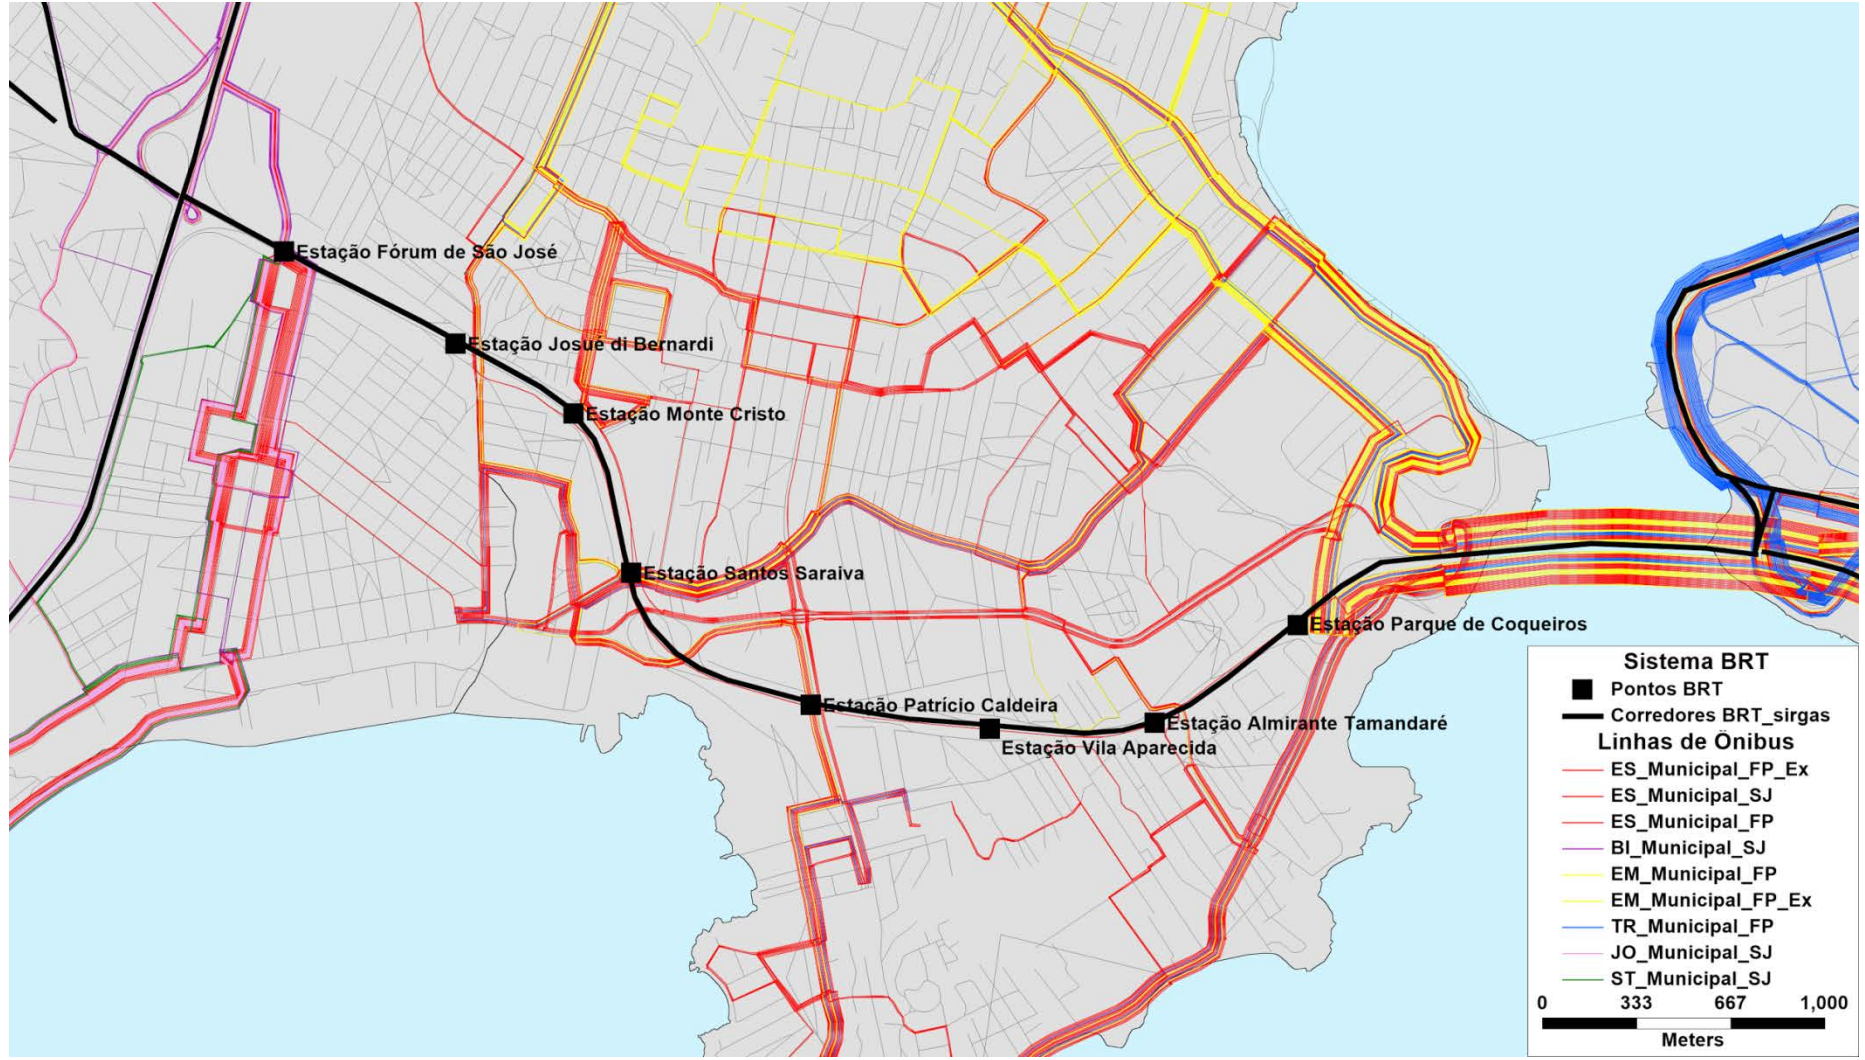 Estação Fórum de São José
Estação Josué di Bernardi
Estação Monte Cristo
Estação Santos Saraiva
Estação Parque de Coqueiros
Estação Patrício Caldeira
Estação Almirante Tamandaré
Estação Vila Aparecida
Sistema BRT
Pontos BRT
Corredores BRT_sirgas
Linhas de Önibus
ES_Municipal_FP_Ex
ES_Municipal_SJ
ES_Municipal_FP
BI_Municipal_SJ
EM_Municipal_FP
EM_Municipal_FP_Ex
TR_Municipal_FP
JO_Municipal_SJ
ST_Municipal_SJ
0 333 667 1,000
Meters